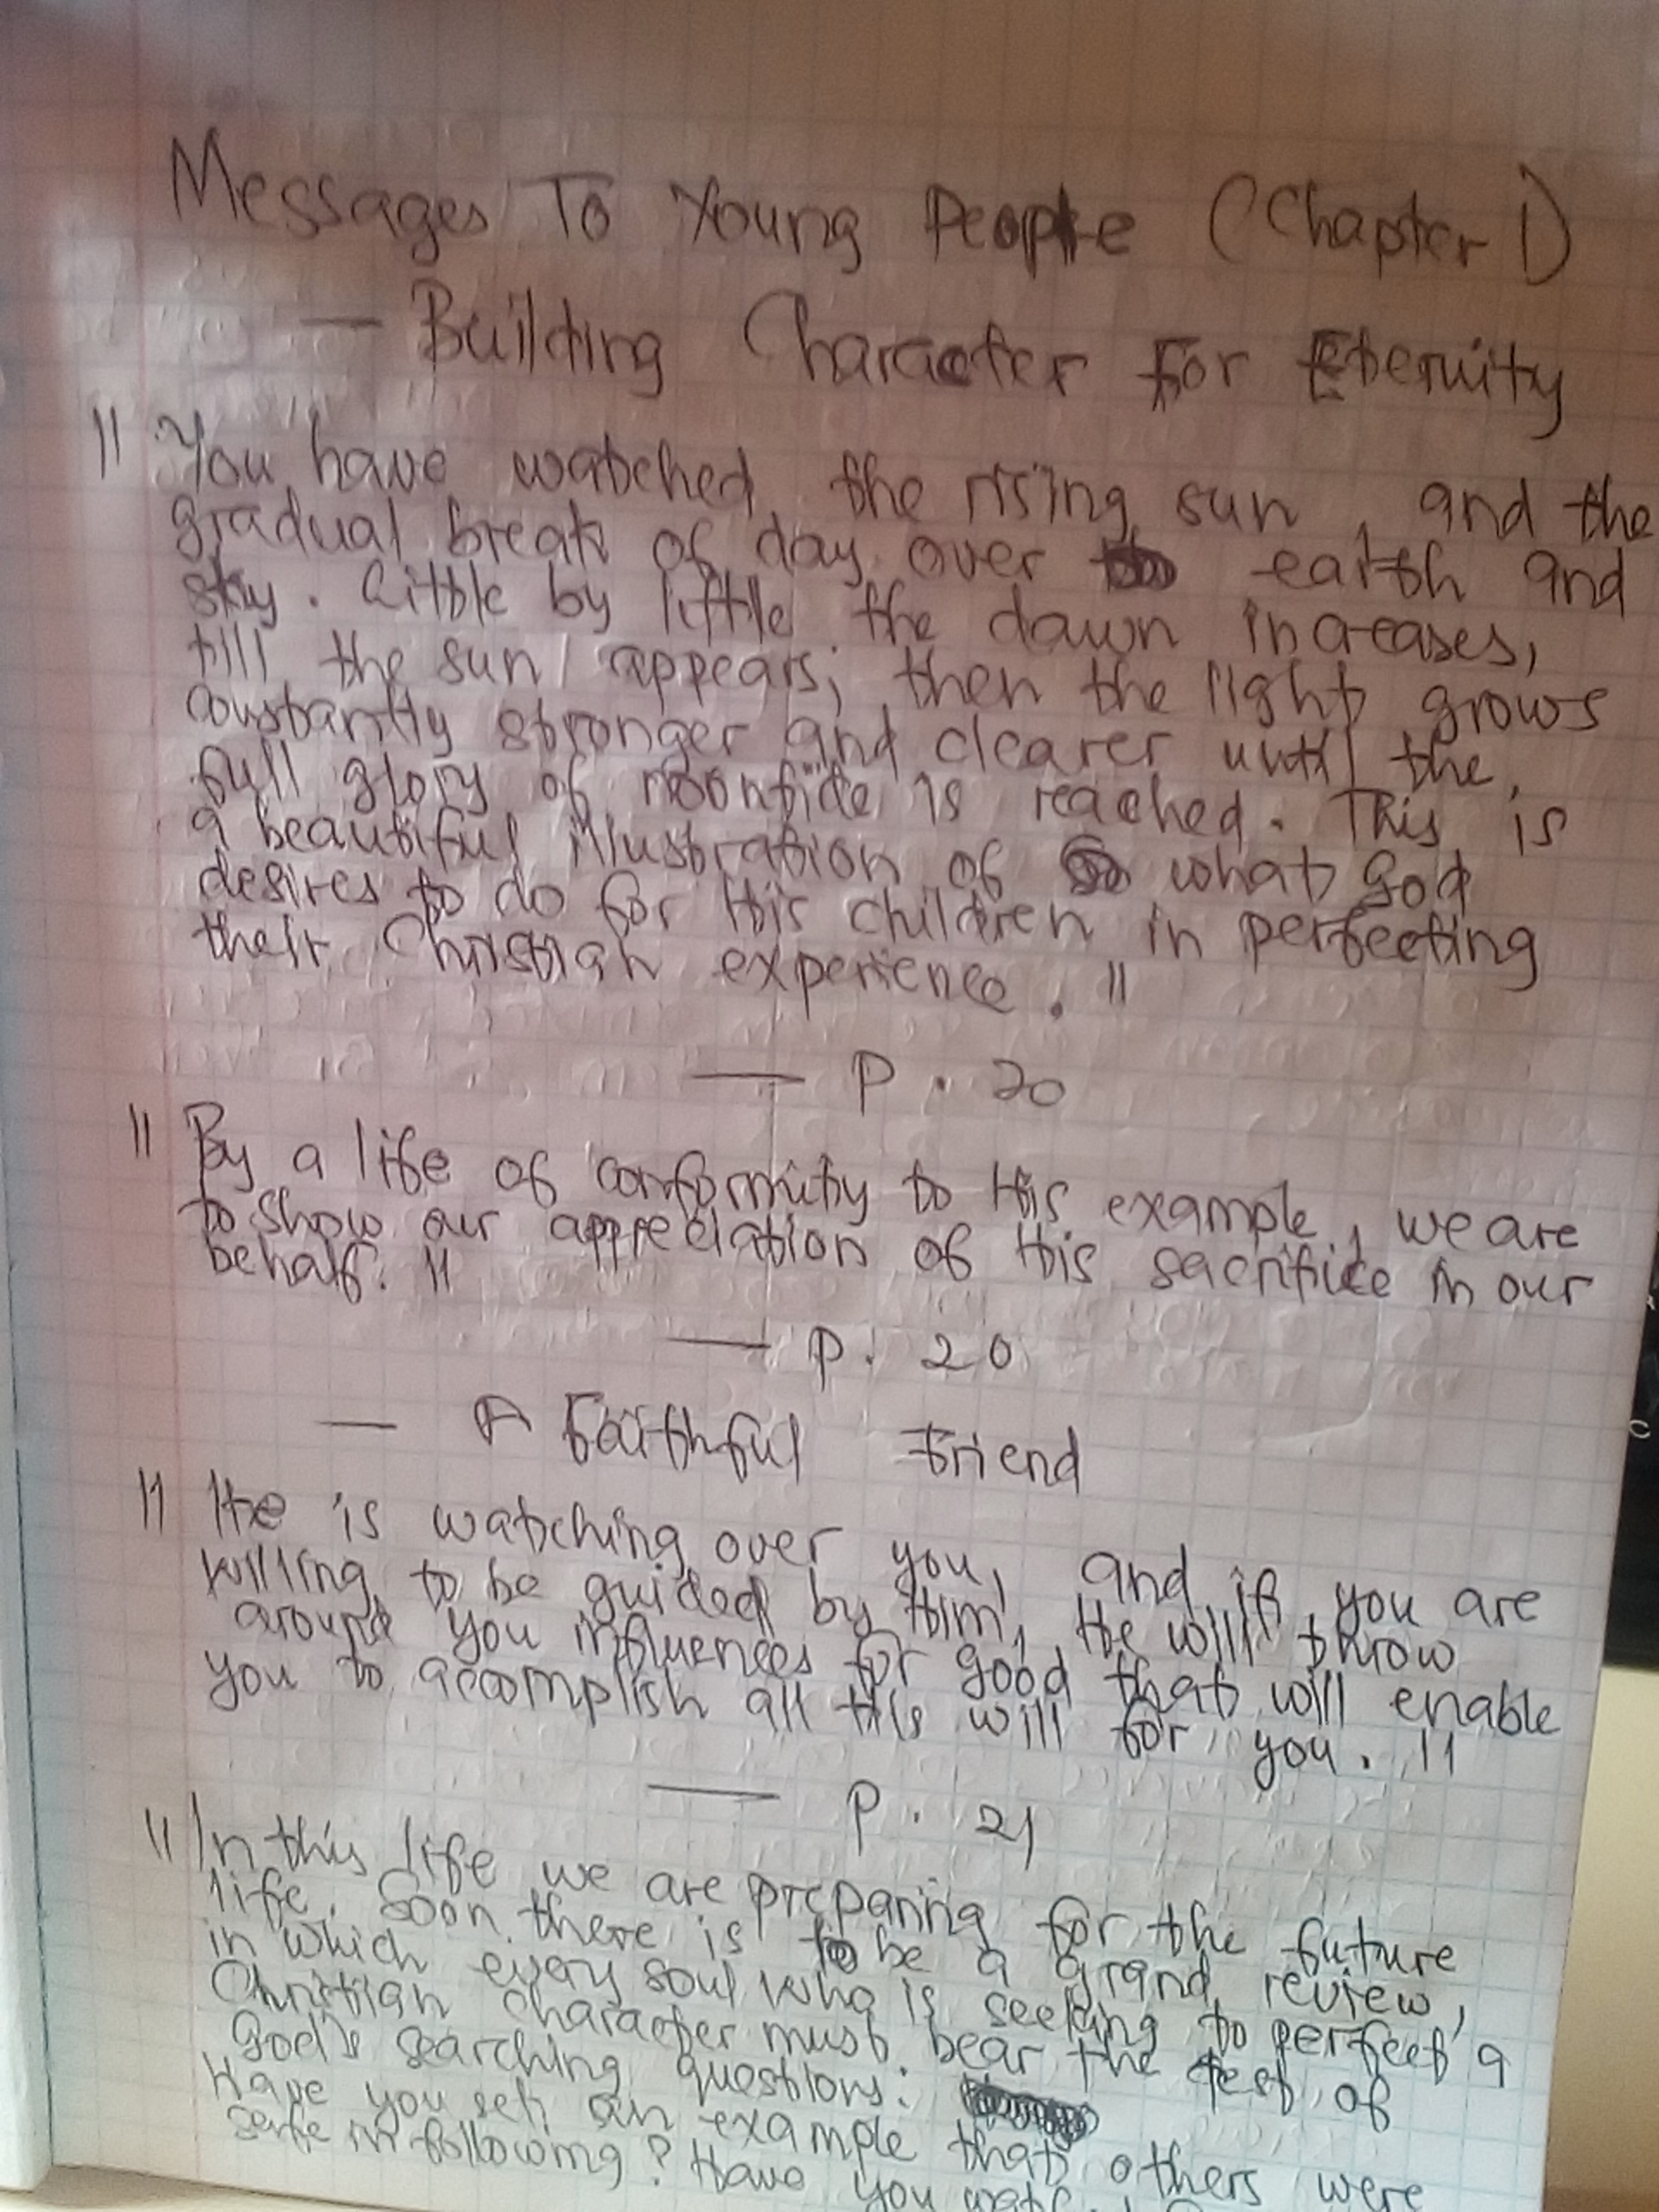 Messages To Young People (Chapter 1)
— Building Character For Eternity
" You have watched the rising sun, and the
gradual break of day over earth and
sky. Little by little the dawn increases,
till the sun appears; then the light grows
constantly stronger and clearer until the
full glory of noontide is reached. This is
a beautiful illustration of what God
desires to do for His children in perfecting
their Christian experience. "
— P. 20
" By a life of conformity to His example, we are
to show our appreciation of His sacrifice in our
behalf. "
— P. 20
— A Faithful Friend
" He is watching over you, and if you are
willing to be guided by Him, He will throw
around you influences for good that will enable
you to accomplish all His will for you. "
— P. 21
" In this life we are preparing for the future
life. Soon there is to be a grand review,
in which every soul who is seeking to perfect a
Christian character must bear the test of
God's searching questions:
Have you set an example that others were
safe in following? Have you